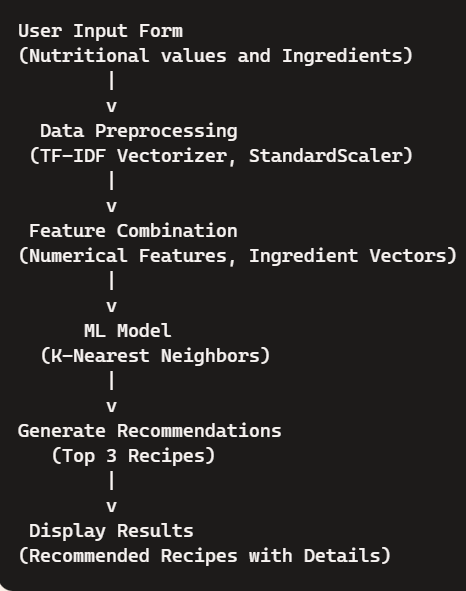 User Input Form
(Nutritional values and Ingredients)
|
v
Data Preprocessing
(TF-IDF Vectorizer, StandardScaler)
|
v
Feature Combination
(Numerical Features, Ingredient Vectors)
|
v
ML Model
(K-Nearest Neighbors)
|
v
Generate Recommendations
(Top 3 Recipes)
|
v
Display Results
(Recommended Recipes with Details)